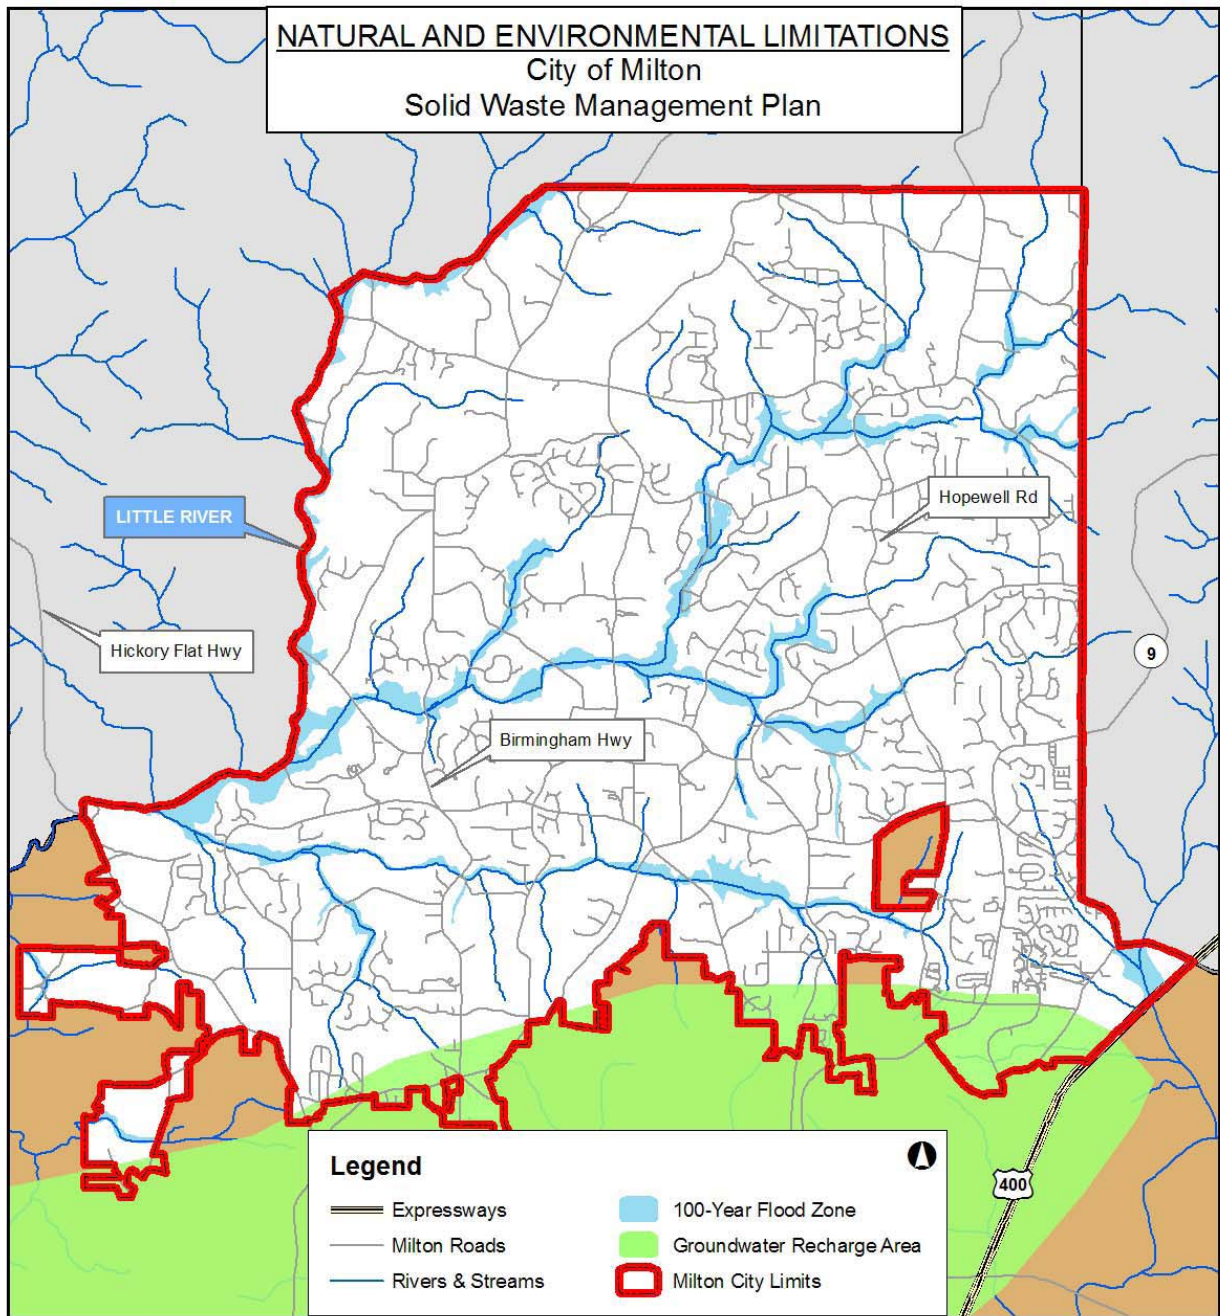 NATURAL AND ENVIRONMENTAL LIMITATIONS
City of Milton
Solid Waste Management Plan
LITTLE RIVER
Hopewell Rd
Hickory Flat Hwy
9
Birmingham Hwy
400
Legend
Expressways
Milton Roads
Rivers & Streams
100-Year Flood Zone
Groundwater Recharge Area
Milton City Limits